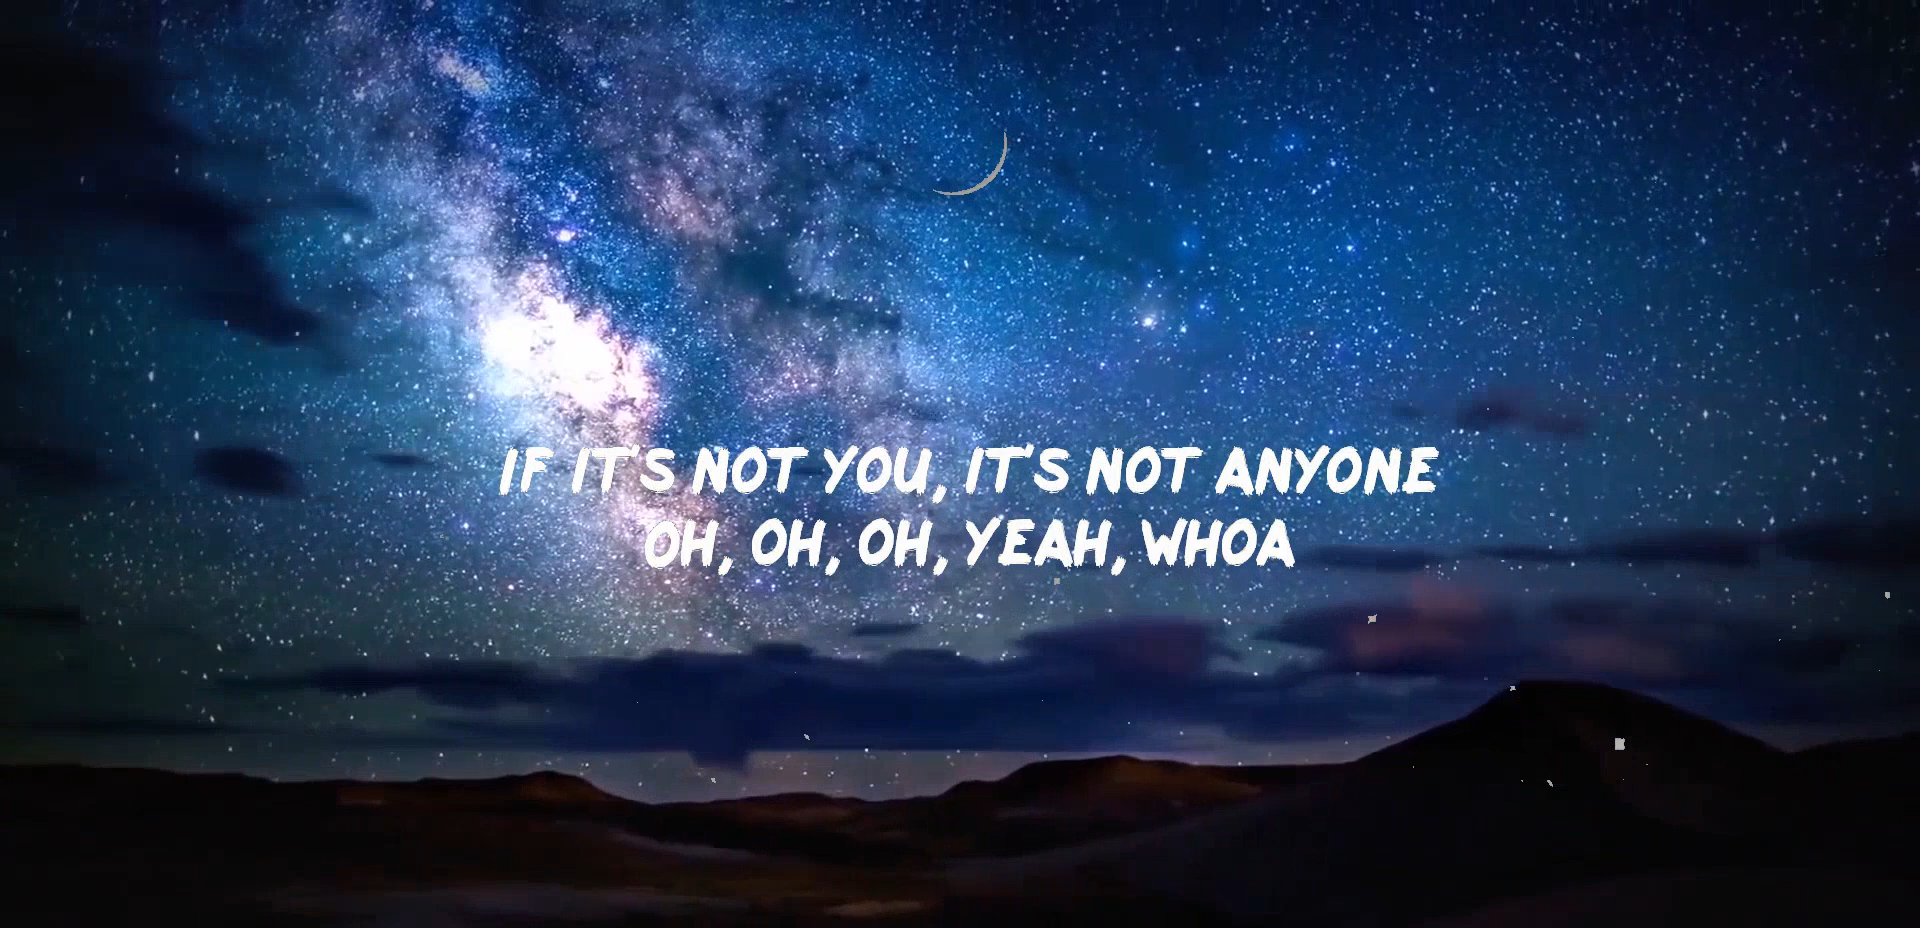 IF IT'S NOT YOU, IT'S NOT ANYONE
OH, OH, OH, YEAH, WHOA